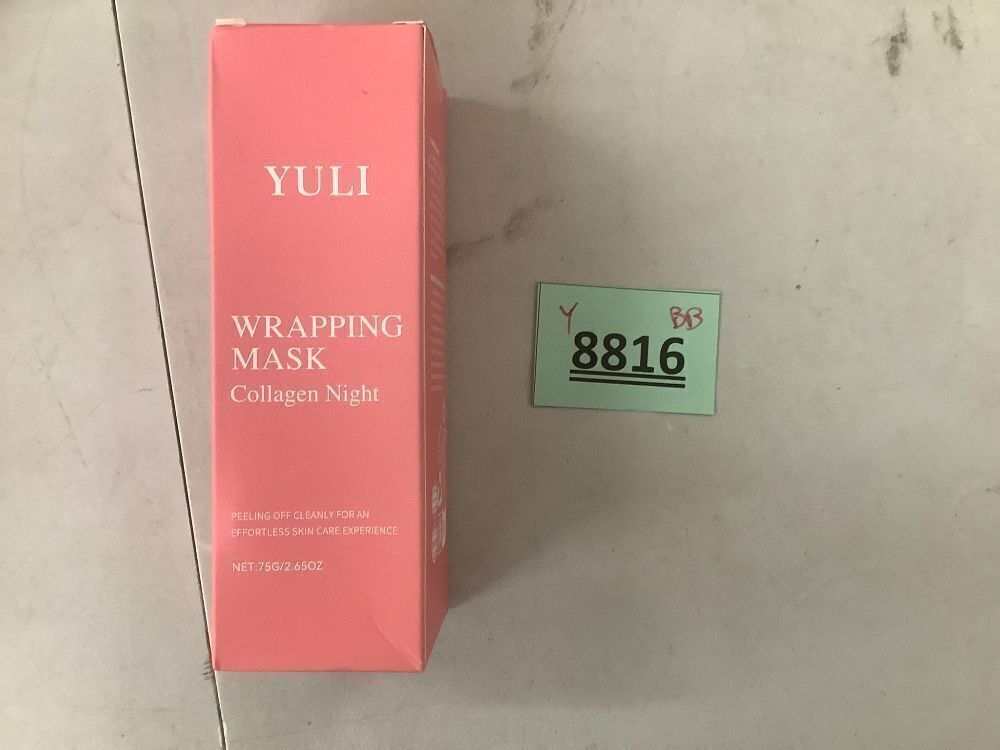 YULI
WRAPPING
MASK
Collagen Night
PEELING OFF CLEANLY FOR AN
EFFORTLESS SKIN CARE EXPERIENCE
NET:75G/2.65OZ
Y BB
8816